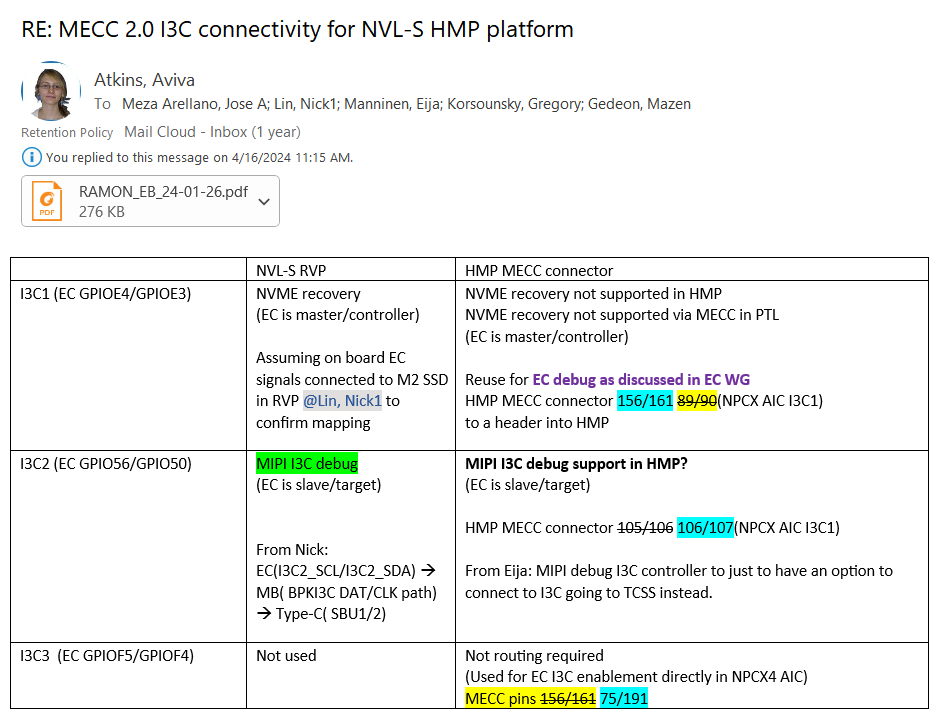 RE: MECC 2.0 I3C connectivity for NVL-S HMP platform
Atkins, Aviva
To Meza Arellano, Jose A; Lin, Nick1; Manninen, Eija; Korsounsky, Gregory; Gedeon, Mazen
Retention Policy Mail Cloud - Inbox (1 year)
You replied to this message on 4/16/2024 11:15 AM.
RAMON_EB_24-01-26.pdf
PDF
276 KB
NVL-S RVP
HMP MECC connector
I3C1 (EC GPIOE4/GPIOE3)
NVME recovery
(EC is master/controller)
Assuming on board EC
signals connected to M2 SSD
in RVP @Lin, Nick1 to
confirm mapping
NVME recovery not supported in HMP
NVME recovery not supported via MECC in PTL
(EC is master/controller)
Reuse for EC debug as discussed in EC WG
HMP MECC connector 156/161 89/90(NPCX AIC I3C1)
to a header into HMP
I3C2 (EC GPIO56/GPIO50)
MIPI I3C debug
(EC is slave/target)
From Nick:
EC(I3C2_SCL/I3C2_SDA) →
MB( BPKI3C DAT/CLK path)
→ Type-C( SBU1/2)
MIPI I3C debug support in HMP?
(EC is slave/target)
HMP MECC connector 105/106 106/107(NPCX AIC I3C1)
From Eija: MIPI debug I3C controller to just to have an option to
connect to I3C going to TCSS instead.
I3C3 (EC GPIOF5/GPIOF4)
Not used
Not routing required
(Used for EC I3C enablement directly in NPCX4 AIC)
MECC pins 156/161 75/191